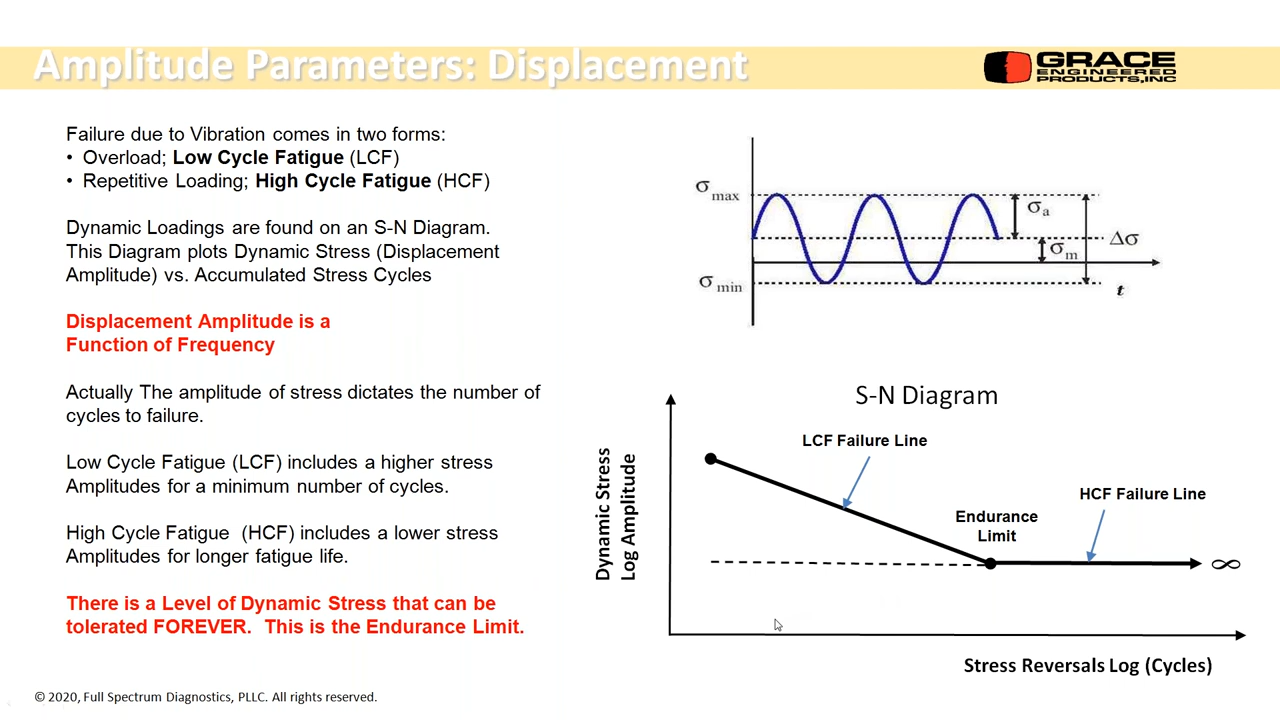 Amplitude Parameters: Displacement
GRACE
ENGINEERED
PRODUCTS,INC
Failure due to Vibration comes in two forms:
• Overload; Low Cycle Fatigue (LCF)
• Repetitive Loading; High Cycle Fatigue (HCF)
Dynamic Loadings are found on an S-N Diagram.
This Diagram plots Dynamic Stress (Displacement
Amplitude) vs. Accumulated Stress Cycles
Displacement Amplitude is a
Function of Frequency
Actually The amplitude of stress dictates the number of
cycles to failure.
Low Cycle Fatigue (LCF) includes a higher stress
Amplitudes for a minimum number of cycles.
High Cycle Fatigue (HCF) includes a lower stress
Amplitudes for longer fatigue life.
There is a Level of Dynamic Stress that can be
tolerated FOREVER. This is the Endurance Limit.
σ max
σ a
Δσ
σ m
σ min
t
S-N Diagram
LCF Failure Line
HCF Failure Line
Endurance
Limit
∞
Dynamic Stress
Log Amplitude
Stress Reversals Log (Cycles)
© 2020, Full Spectrum Diagnostics, PLLC. All rights reserved.